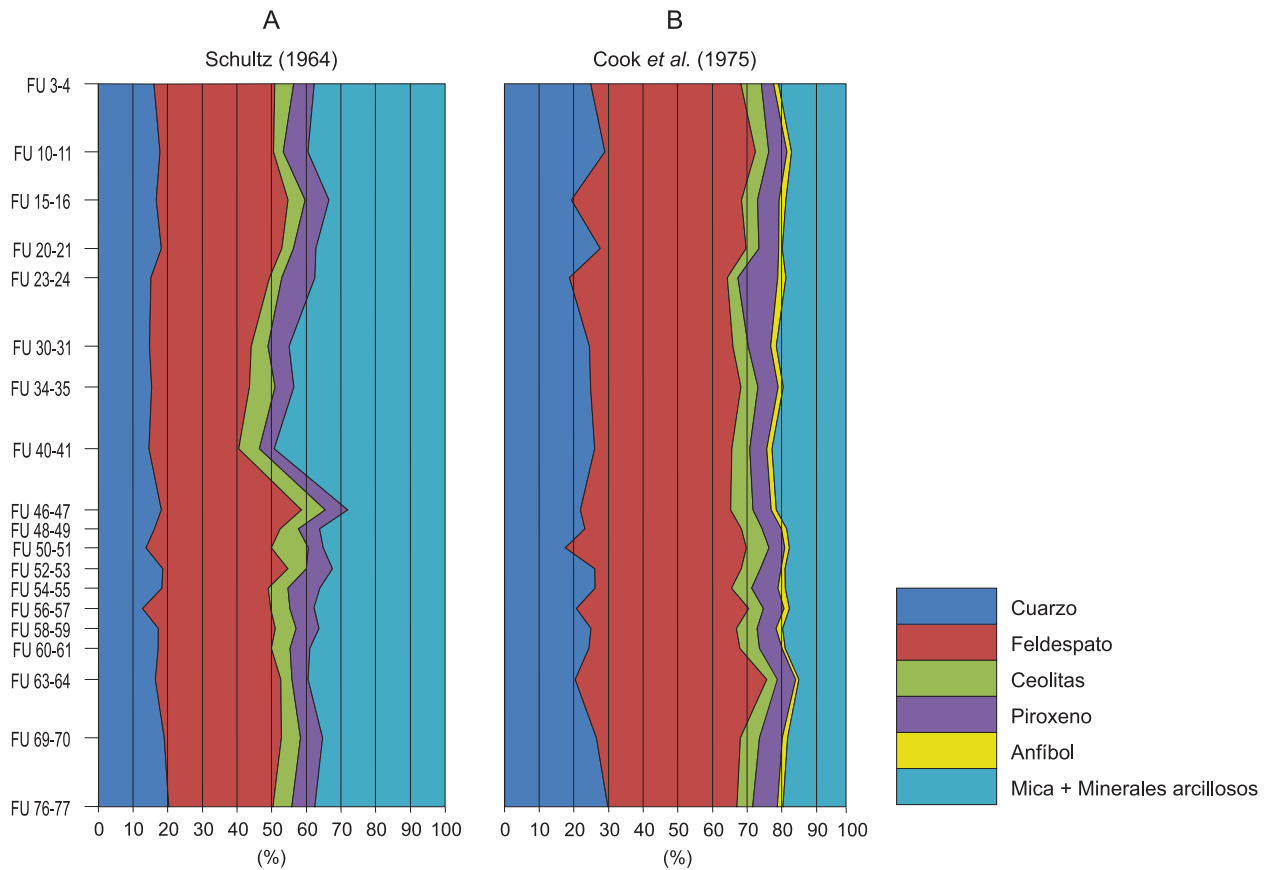 A
B
Schultz (1964)
Cook et al. (1975)
FU 3-4
FU 10-11
FU 15-16
FU 20-21
FU 23-24
FU 30-31
FU 34-35
FU 40-41
FU 46-47
FU 48-49
FU 50-51
FU 52-53
FU 54-55
FU 56-57
FU 58-59
FU 60-61
FU 63-64
FU 69-70
FU 76-77
0 10 20 30 40 50 60 70 80 90 100
(%)
0 10 20 30 40 50 60 70 80 90 100
(%)
Cuarzo
Feldespato
Ceolitas
Piroxeno
Anfíbol
Mica + Minerales arcillosos